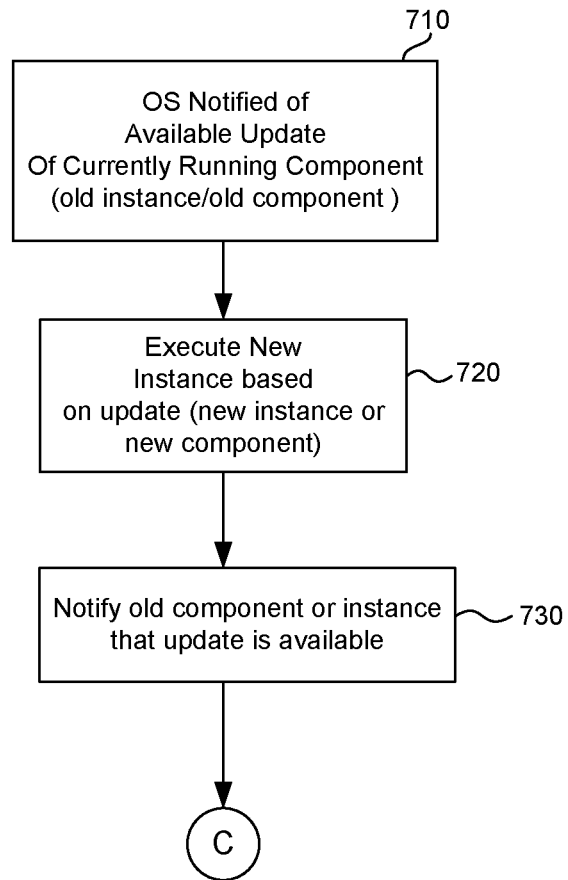 710
OS Notified of
Available Update
Of Currently Running Component
(old instance/old component )
Execute New
Instance based
on update (new instance or
new component)
720
Notify old component or instance
that update is available
730
C